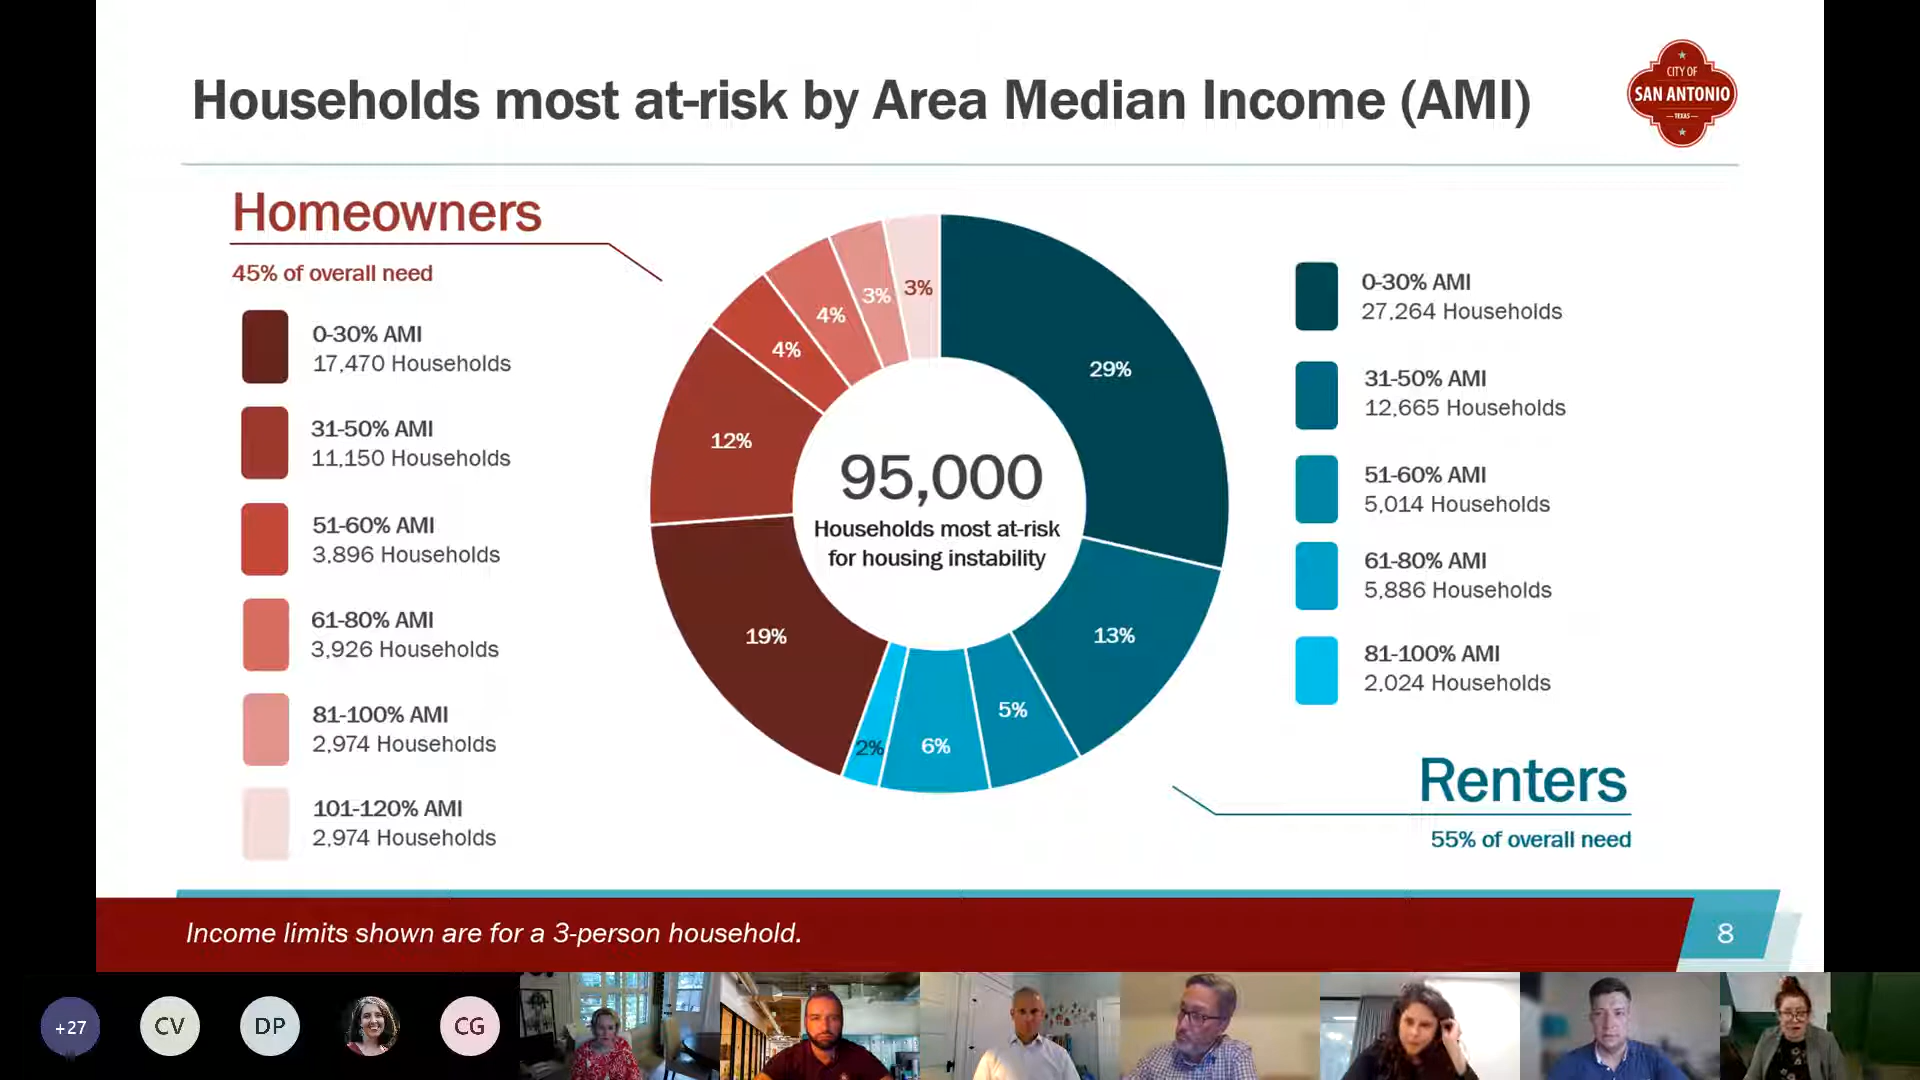 Households most at-risk by Area Median Income (AMI)
CITY OF
SAN ANTONIO
TEXAS
Homeowners
45% of overall need
0-30% AMI
17,470 Households
31-50% AMI
11,150 Households
51-60% AMI
3,896 Households
61-80% AMI
3,926 Households
81-100% AMI
2,974 Households
101-120% AMI
2,974 Households
3%
3%
4%
4%
12%
19%
29%
13%
5%
6%
2%
95,000
Households most at-risk
for housing instability
0-30% AMI
27,264 Households
31-50% AMI
12,665 Households
51-60% AMI
5,014 Households
61-80% AMI
5,886 Households
81-100% AMI
2,024 Households
Renters
55% of overall need
Income limits shown are for a 3-person household.
8
+27
CV
DP
CG